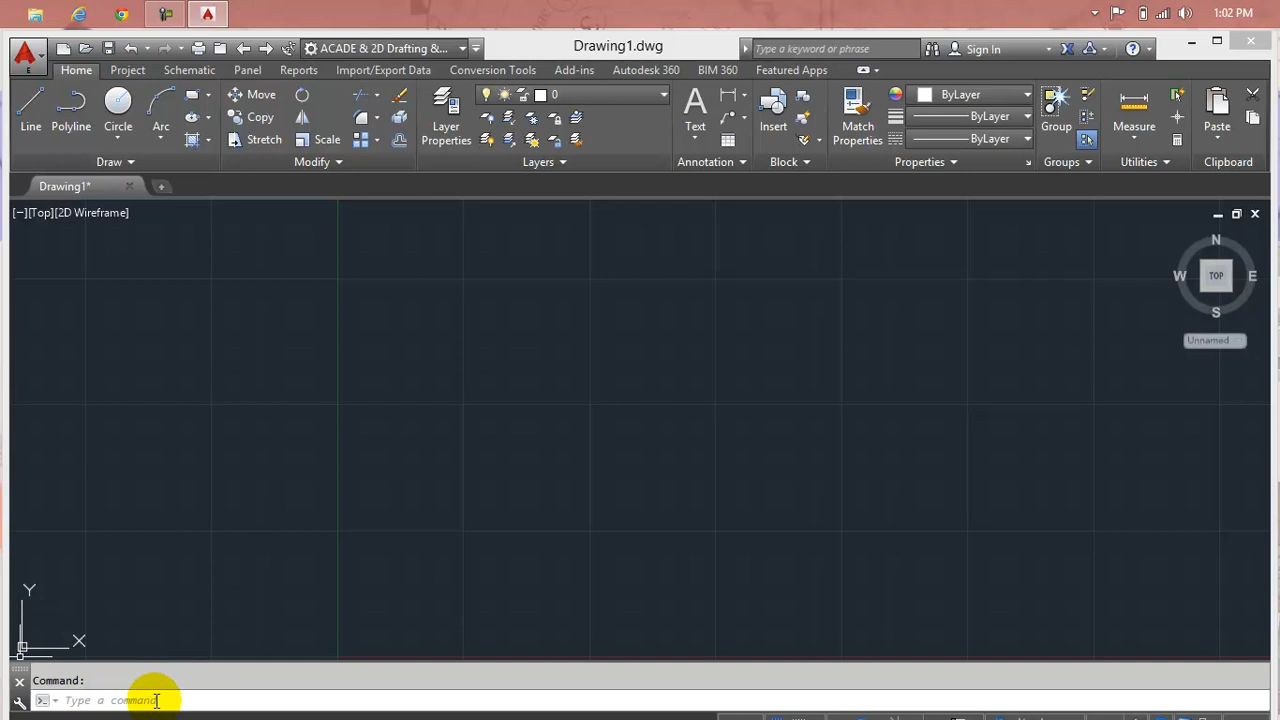 1:02 PM
ACADE & 2D Drafting &...
Drawing1.dwg
Type a keyword or phrase
Sign In
E
Home
Project
Schematic
Panel
Reports
Import/Export Data
Conversion Tools
Add-ins
Autodesk 360
BIM 360
Featured Apps
Move
Copy
Stretch
Scale
Line
Polyline
Circle
Arc
Layer
Properties
0
Text
Insert
Match
Properties
ByLayer
ByLayer
ByLayer
Group
Measure
Paste
Draw
Modify
Layers
Annotation
Block
Properties
Groups
Utilities
Clipboard
Drawing1*
[−][Top][2D Wireframe]
N
W
TOP
E
S
Unnamed
Y
X
Command:
Type a command